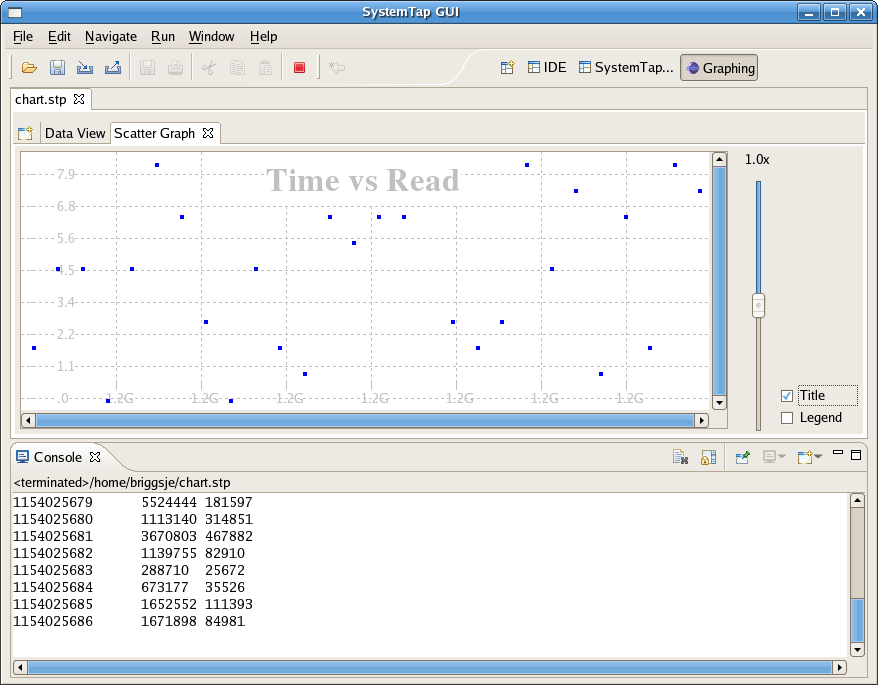 SystemTap GUI
File Edit Navigate Run Window Help
IDE SystemTap... Graphing
chart.stp
Data View Scatter Graph
1.0x
Time vs Read
7.9
6.8
5.6
4.5
3.4
2.2
1.1
.0 1.2G 1.2G 1.2G 1.2G 1.2G 1.2G 1.2G
Title
Legend
Console
<terminated>/home/briggsje/chart.stp
1154025679 5524444 181597
1154025680 1113140 314851
1154025681 3670803 467882
1154025682 1139755 82910
1154025683 288710 25672
1154025684 673177 35526
1154025685 1652552 111393
1154025686 1671898 84981